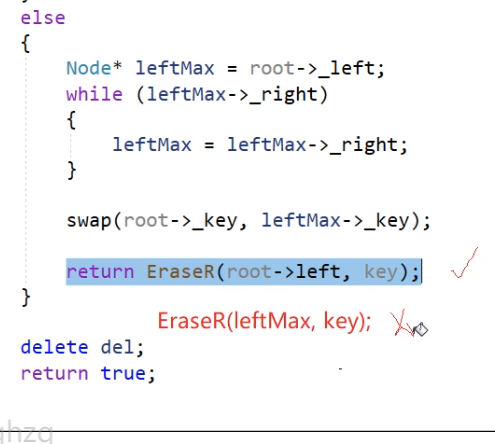 else
{
Node* leftMax = root->_left;
while (leftMax->_right)
{
leftMax = leftMax->_right;
}
swap(root->_key, leftMax->_key);
return EraseR(root->left, key);
}
EraseR(leftMax, key);
delete del;
return true;